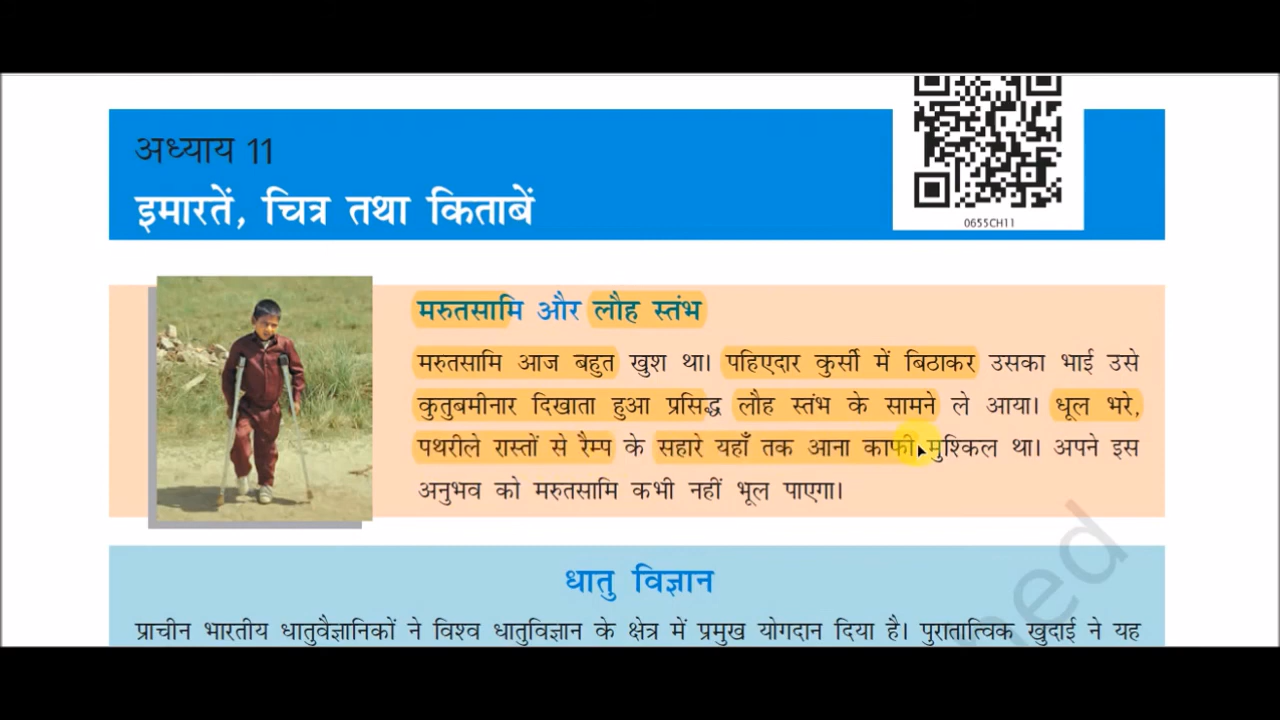 0655CH11
अध्याय 11
इमारतें, चित्र तथा किताबें
मरुतसामि और लौह स्तंभ
मरुतसामि आज बहुत खुश था। पहिएदार कुर्सी में बिठाकर उसका भाई उसे
कुतुबमीनार दिखाता हुआ प्रसिद्ध लौह स्तंभ के सामने ले आया। धूल भरे,
पथरीले रास्तों से रैम्प के सहारे यहाँ तक आना काफी मुश्किल था। अपने इस
अनुभव को मरुतसामि कभी नहीं भूल पाएगा।
धातु विज्ञान
प्राचीन भारतीय धातुवैज्ञानिकों ने विश्व धातुविज्ञान के क्षेत्र में प्रमुख योगदान दिया है। पुरातात्विक खुदाई ने यह